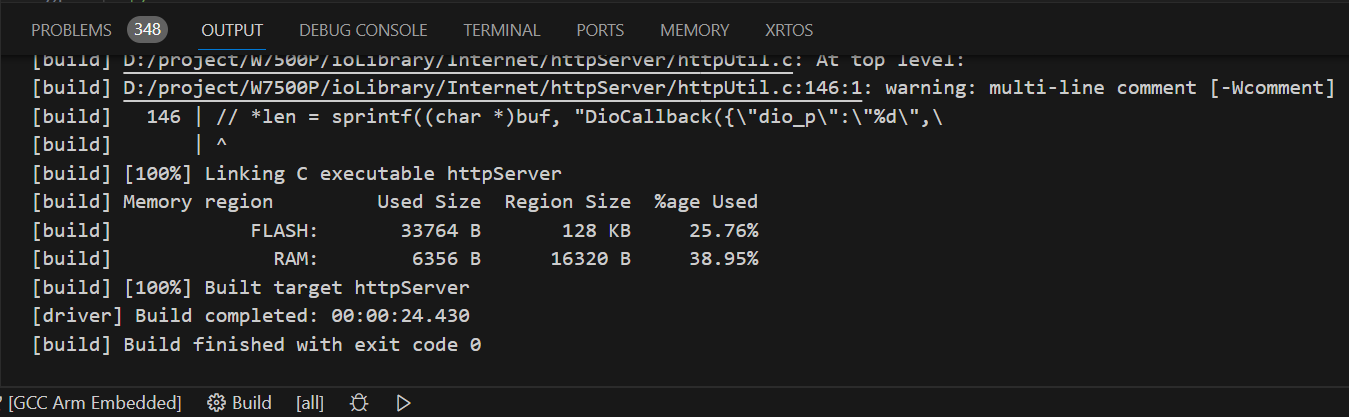 PROBLEMS 348 OUTPUT DEBUG CONSOLE TERMINAL PORTS MEMORY XRTOS
[build] D:/project/W7500P/ioLibrary/Internet/httpServer/httpUtil.c: At top level:
[build] D:/project/W7500P/ioLibrary/Internet/httpServer/httpUtil.c:146:1: warning: multi-line comment [-Wcomment]
[build]   146 | // *len = sprintf((char *)buf, "DioCallback({\"dio_p\":\"%d\",\
[build]       | ^
[build] [100%] Linking C executable httpServer
[build] Memory region         Used Size  Region Size  %age Used
[build]            FLASH:       33764 B       128 KB     25.76%
[build]              RAM:        6356 B      16320 B     38.95%
[build] [100%] Built target httpServer
[driver] Build completed: 00:00:24.430
[build] Build finished with exit code 0
[GCC Arm Embedded] Build [all]